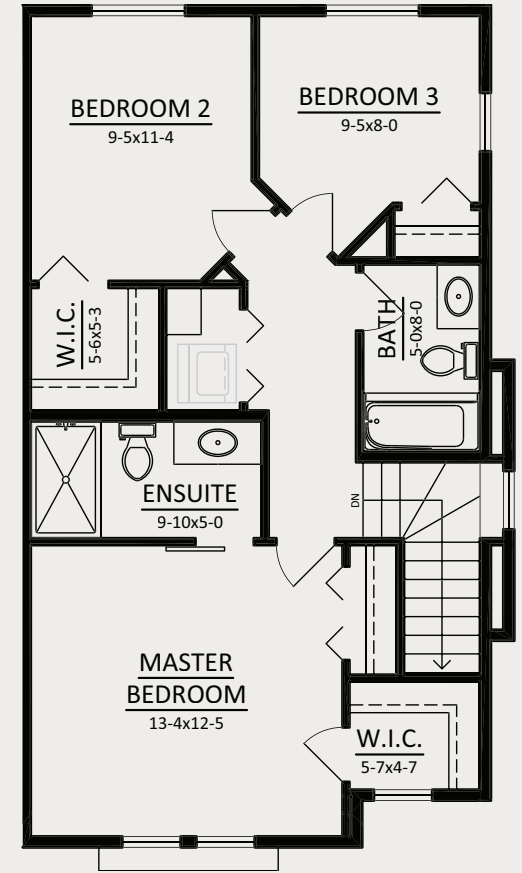 BEDROOM 2
9-5x11-4
BEDROOM 3
9-5x8-0
W.I.C.
5-6x5-3
BATH
5-0x8-0
ENSUITE
9-10x5-0
DN
MASTER
BEDROOM
13-4x12-5
W.I.C.
5-7x4-7